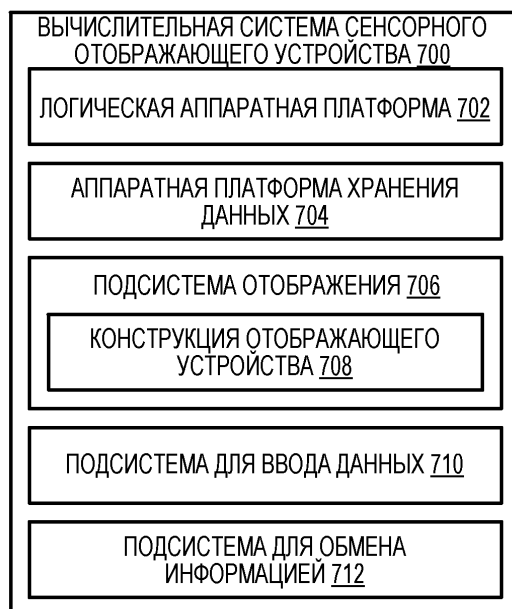 ВЫЧИСЛИТЕЛЬНАЯ СИСТЕМА СЕНСОРНОГО
ОТОБРАЖАЮЩЕГО УСТРОЙСТВА 700
ЛОГИЧЕСКАЯ АППАРАТНАЯ ПЛАТФОРМА 702
АППАРАТНАЯ ПЛАТФОРМА ХРАНЕНИЯ
ДАННЫХ 704
ПОДСИСТЕМА ОТОБРАЖЕНИЯ 706
КОНСТРУКЦИЯ ОТОБРАЖАЮЩЕГО
УСТРОЙСТВА 708
ПОДСИСТЕМА ДЛЯ ВВОДА ДАННЫХ 710
ПОДСИСТЕМА ДЛЯ ОБМЕНА
ИНФОРМАЦИЕЙ 712